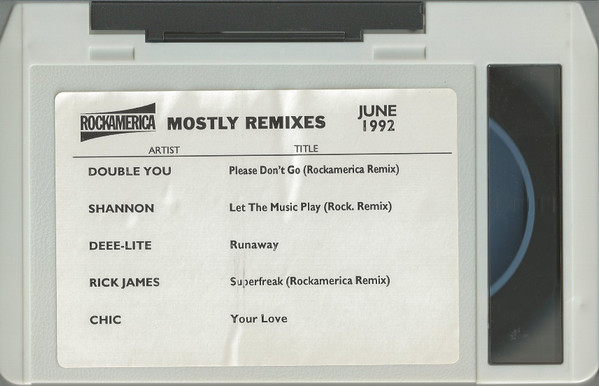 ROCKAMERICA MOSTLY REMIXES JUNE 1992
ARTIST TITLE
DOUBLE YOU Please Don't Go (Rockamerica Remix)
SHANNON Let The Music Play (Rock. Remix)
DEEE-LITE Runaway
RICK JAMES Superfreak (Rockamerica Remix)
CHIC Your Love